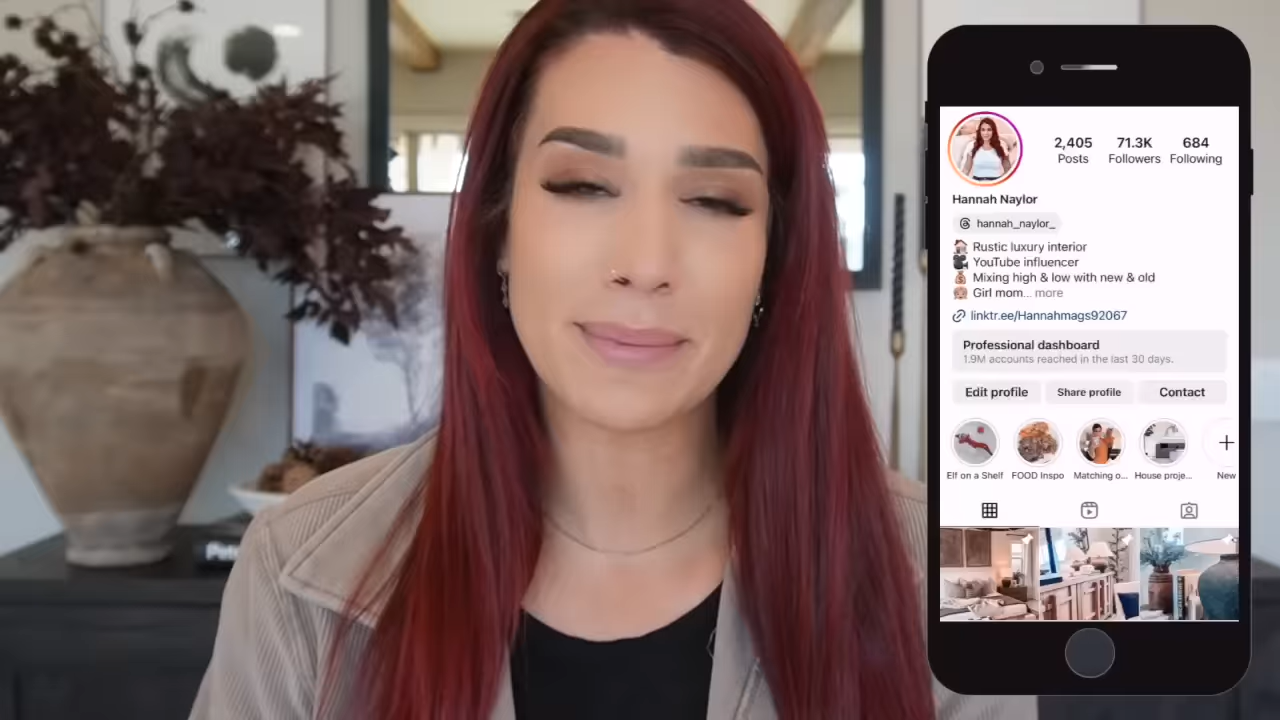 2,405
Posts
71.3K
Followers
684
Following
Hannah Naylor
hannah_naylor_
Rustic luxury interior
YouTube influencer
Mixing high & low with new & old
Girl mom... more
linktr.ee/Hannahmags92067
Professional dashboard
1.9M accounts reached in the last 30 days.
Edit profile
Share profile
Contact
Elf on a Shelf
FOOD Inspo
Matching o...
House proje...
New